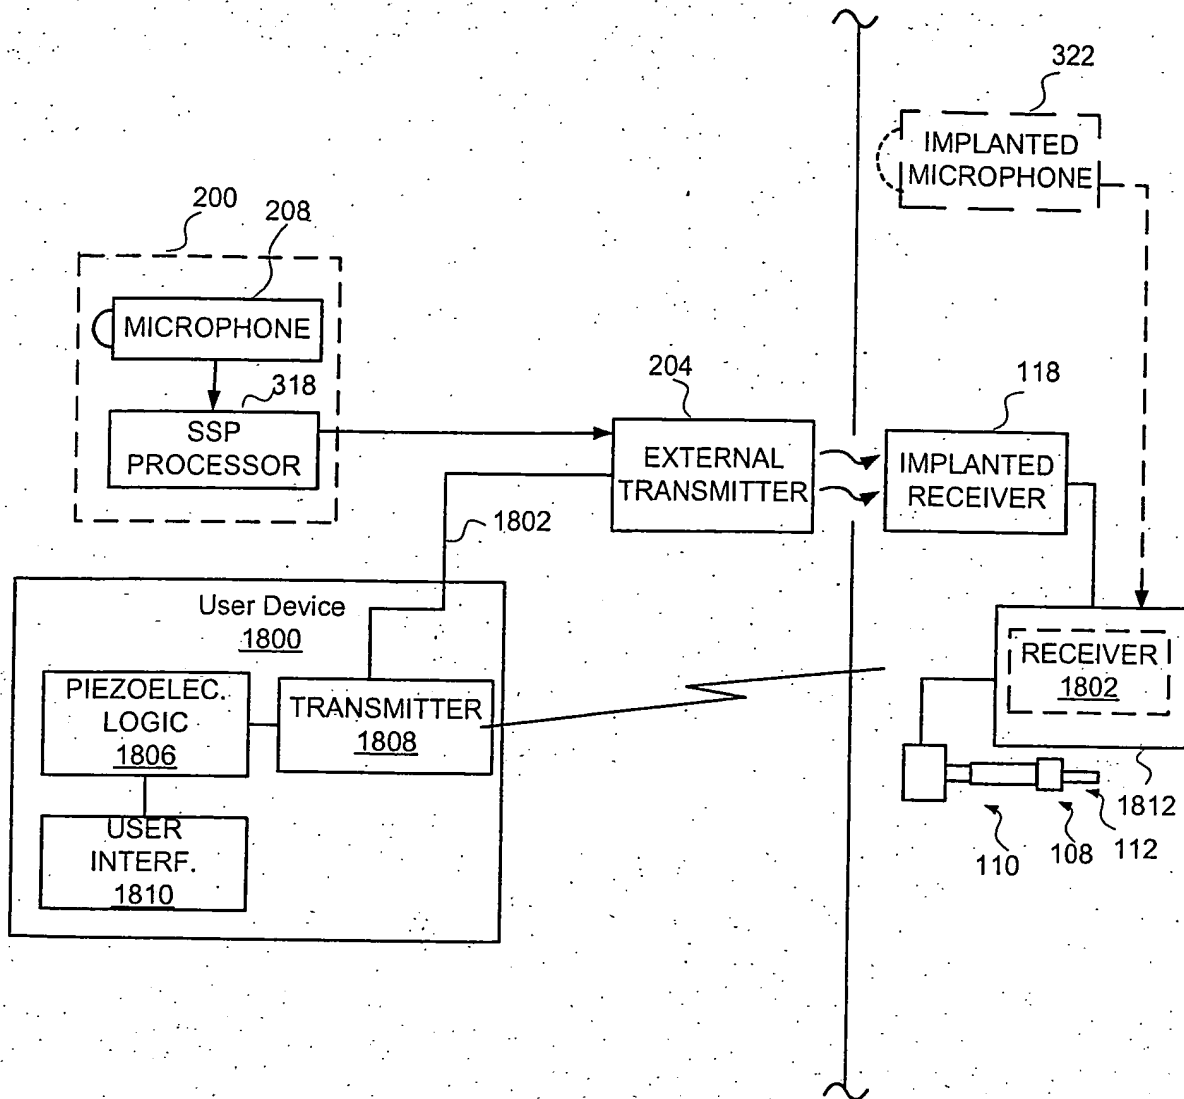 322
IMPLANTED
MICROPHONE
200
208
MICROPHONE
318
SSP
PROCESSOR
204
EXTERNAL
TRANSMITTER
118
IMPLANTED
RECEIVER
1802
User Device
1800
PIEZOELEC.
LOGIC
1806
TRANSMITTER
1808
USER
INTERF.
1810
RECEIVER
1802
1812
110
108
112